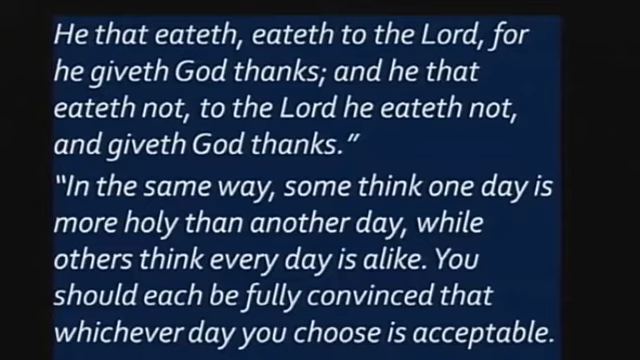 He that eateth, eateth to the Lord, for
he giveth God thanks; and he that
eateth not, to the Lord he eateth not,
and giveth God thanks.”
“In the same way, some think one day is
more holy than another day, while
others think every day is alike. You
should each be fully convinced that
whichever day you choose is acceptable.